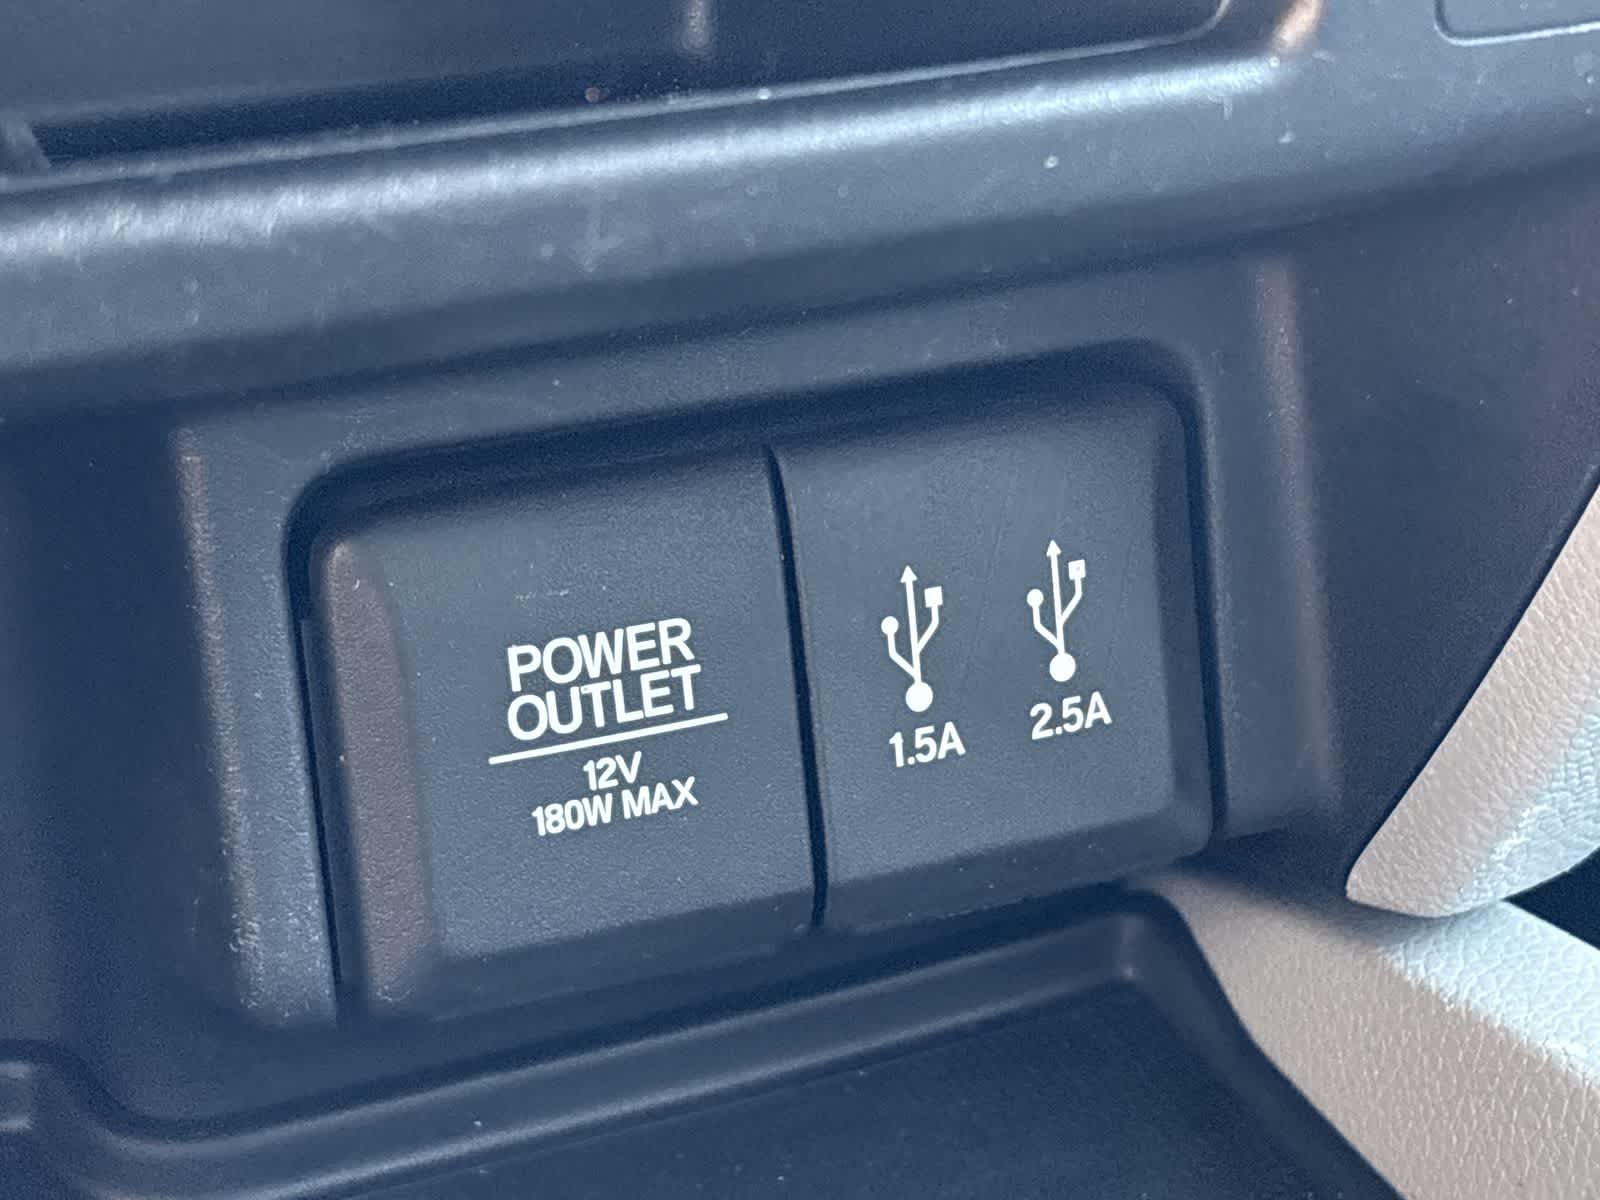 POWER
OUTLET
12V
180W MAX
1.5A
2.5A